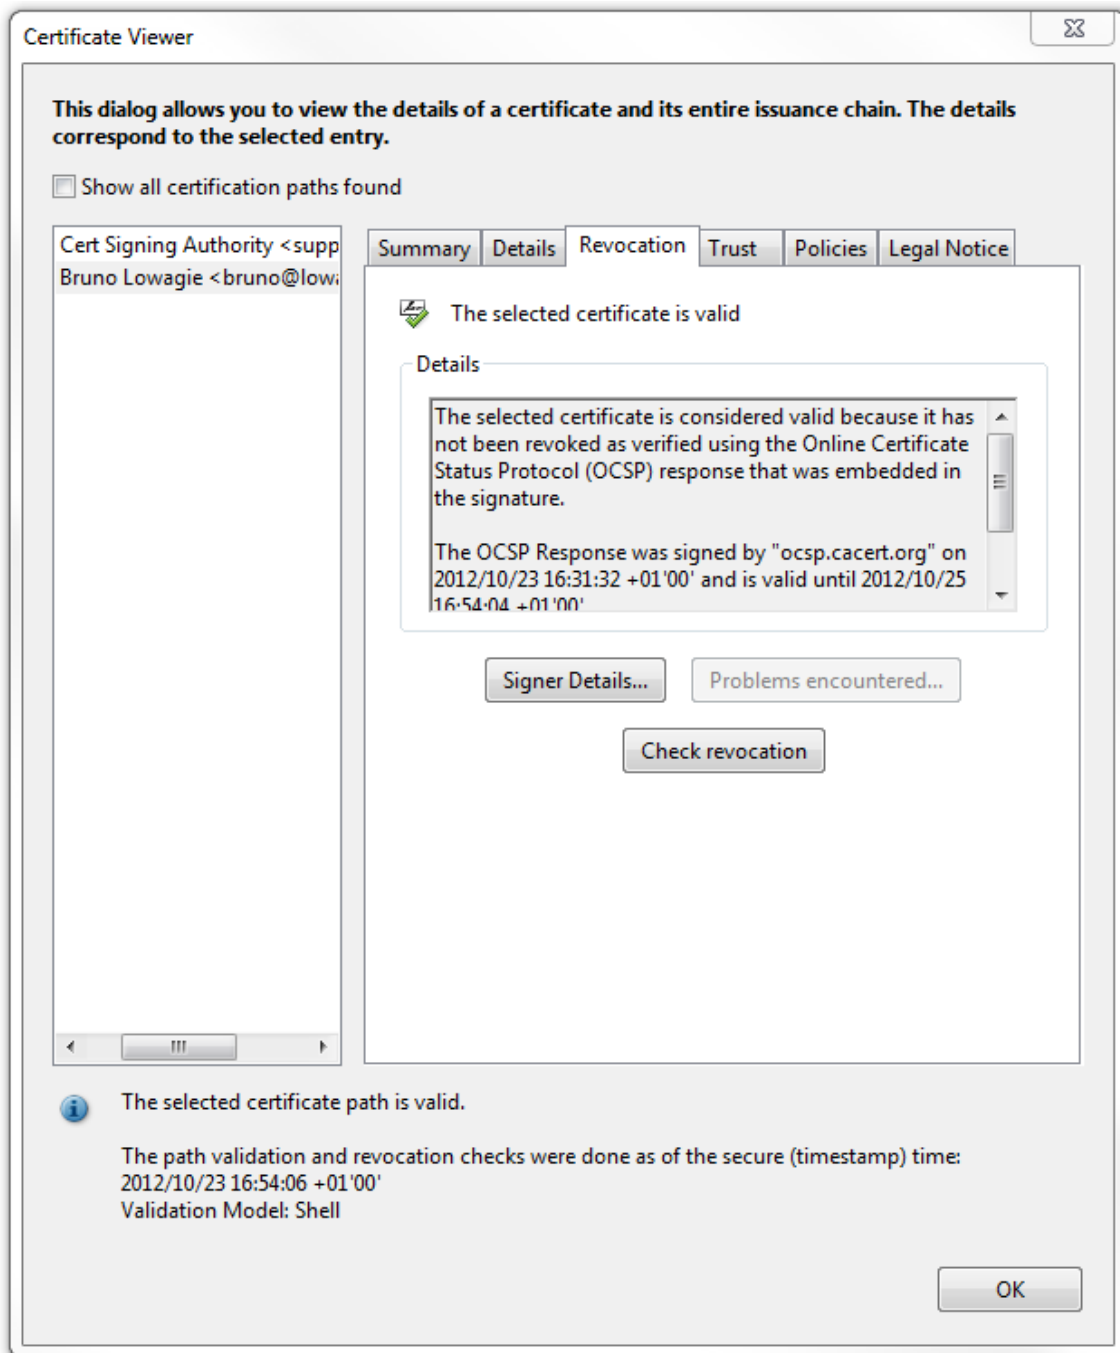 Certificate Viewer
This dialog allows you to view the details of a certificate and its entire issuance chain. The details
correspond to the selected entry.
Show all certification paths found
Cert Signing Authority <supp
Bruno Lowagie <bruno@lowa
Summary Details Revocation Trust Policies Legal Notice
The selected certificate is valid
Details
The selected certificate is considered valid because it has
not been revoked as verified using the Online Certificate
Status Protocol (OCSP) response that was embedded in
the signature.
The OCSP Response was signed by "ocsp.cacert.org" on
2012/10/23 16:31:32 +01'00' and is valid until 2012/10/25
16:54:04 +01'00'
Signer Details... Problems encountered...
Check revocation
The selected certificate path is valid.
The path validation and revocation checks were done as of the secure (timestamp) time:
2012/10/23 16:54:06 +01'00'
Validation Model: Shell
OK